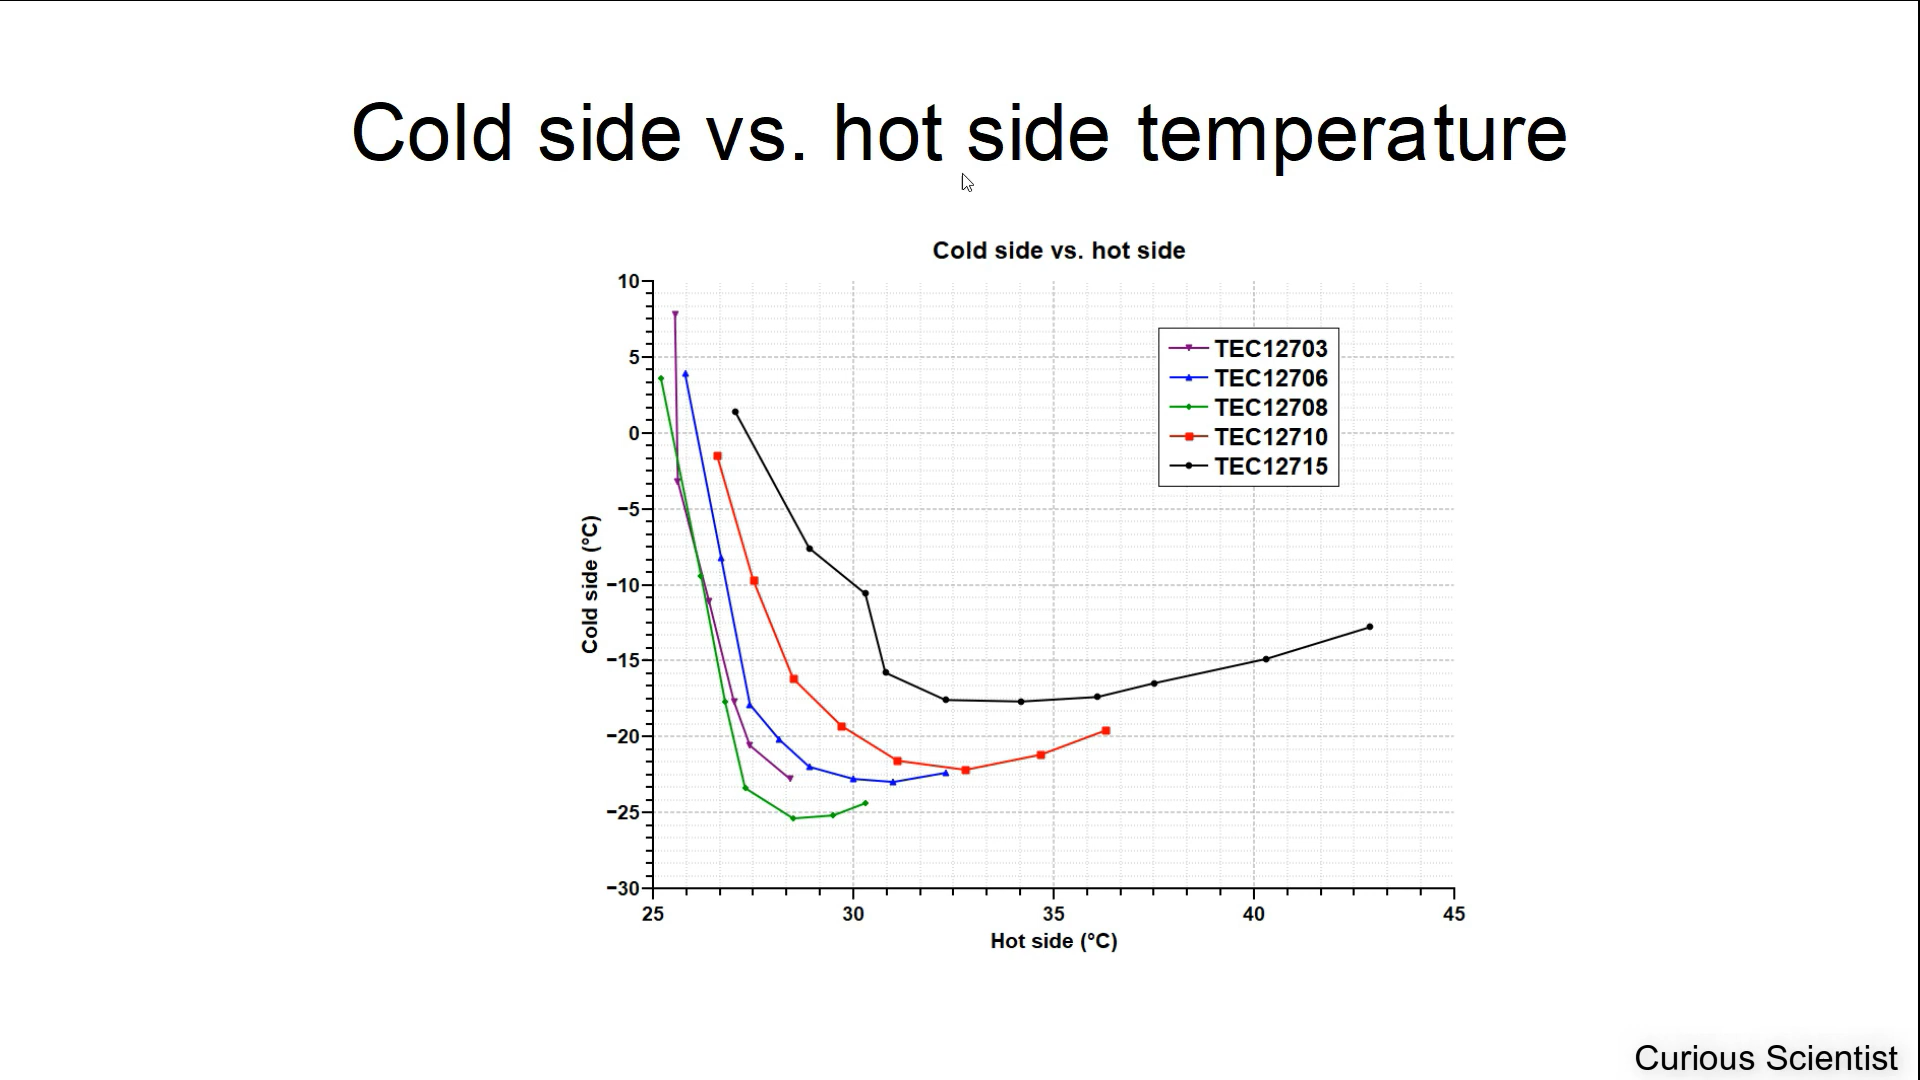 Cold side vs. hot side temperature
Cold side vs. hot side
10
5
0
−5
−10
−15
−20
−25
−30
Cold side (°C)
TEC12703
TEC12706
TEC12708
TEC12710
TEC12715
25 30 35 40 45
Hot side (°C)
Curious Scientist